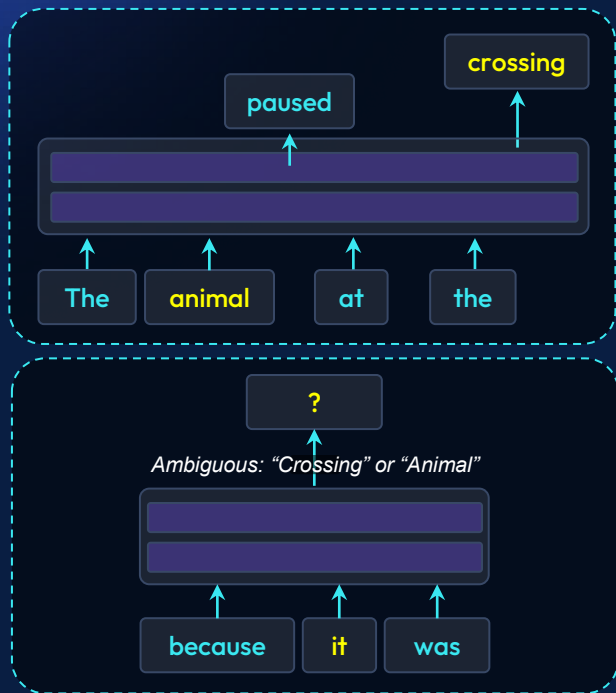 crossing
paused
The animal at the
?
Ambiguous: “Crossing” or “Animal”
because it was